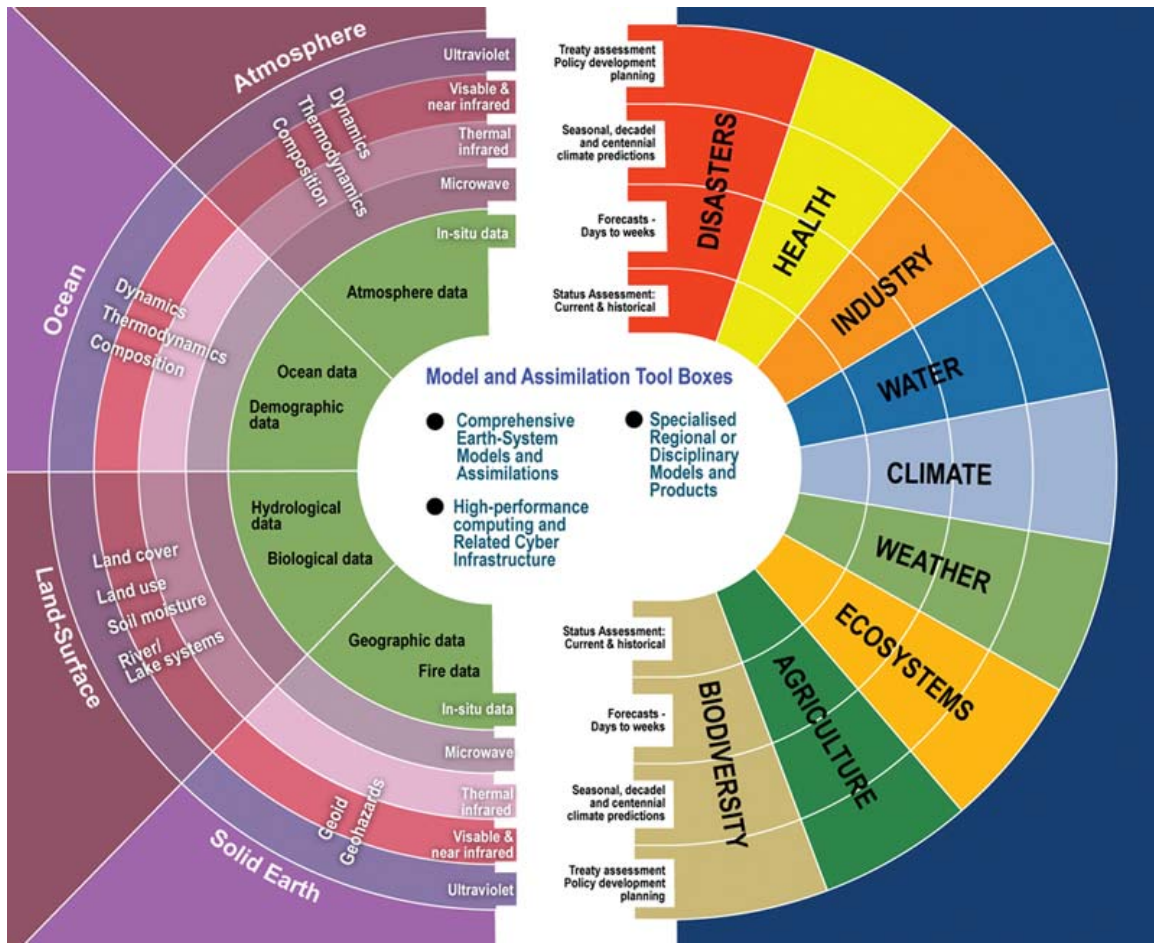 Atmosphere
Ocean
Land-Surface
Solid Earth
Ultraviolet
Visable &
near infrared
Thermal
infrared
Microwave
In-situ data
Dynamics
Thermodynamics
Composition
Atmosphere data
Dynamics
Thermodynamics
Composition
Ocean data
Demographic
data
Hydrological
data
Biological data
Land cover
Land use
Soil moisture
River/
Lake systems
Geographic data
Fire data
In-situ data
Microwave
Thermal
infrared
Visable &
near infrared
Ultraviolet
Geoid
Geohazards
Model and Assimilation Tool Boxes
Comprehensive
Earth-System
Models and
Assimilations
High-performance
computing and
Related Cyber
Infrastructure
Specialised
Regional or
Disciplinary
Models and
Products
Treaty assessment
Policy development
planning
Seasonal, decadel
and centennial
climate predictions
Forecasts -
Days to weeks
Status Assessment:
Current & historical
DISASTERS
HEALTH
INDUSTRY
WATER
CLIMATE
WEATHER
ECOSYSTEMS
AGRICULTURE
BIODIVERSITY
Status Assessment:
Current & historical
Forecasts -
Days to weeks
Seasonal, decadel
and centennial
climate predictions
Treaty assessment
Policy development
planning